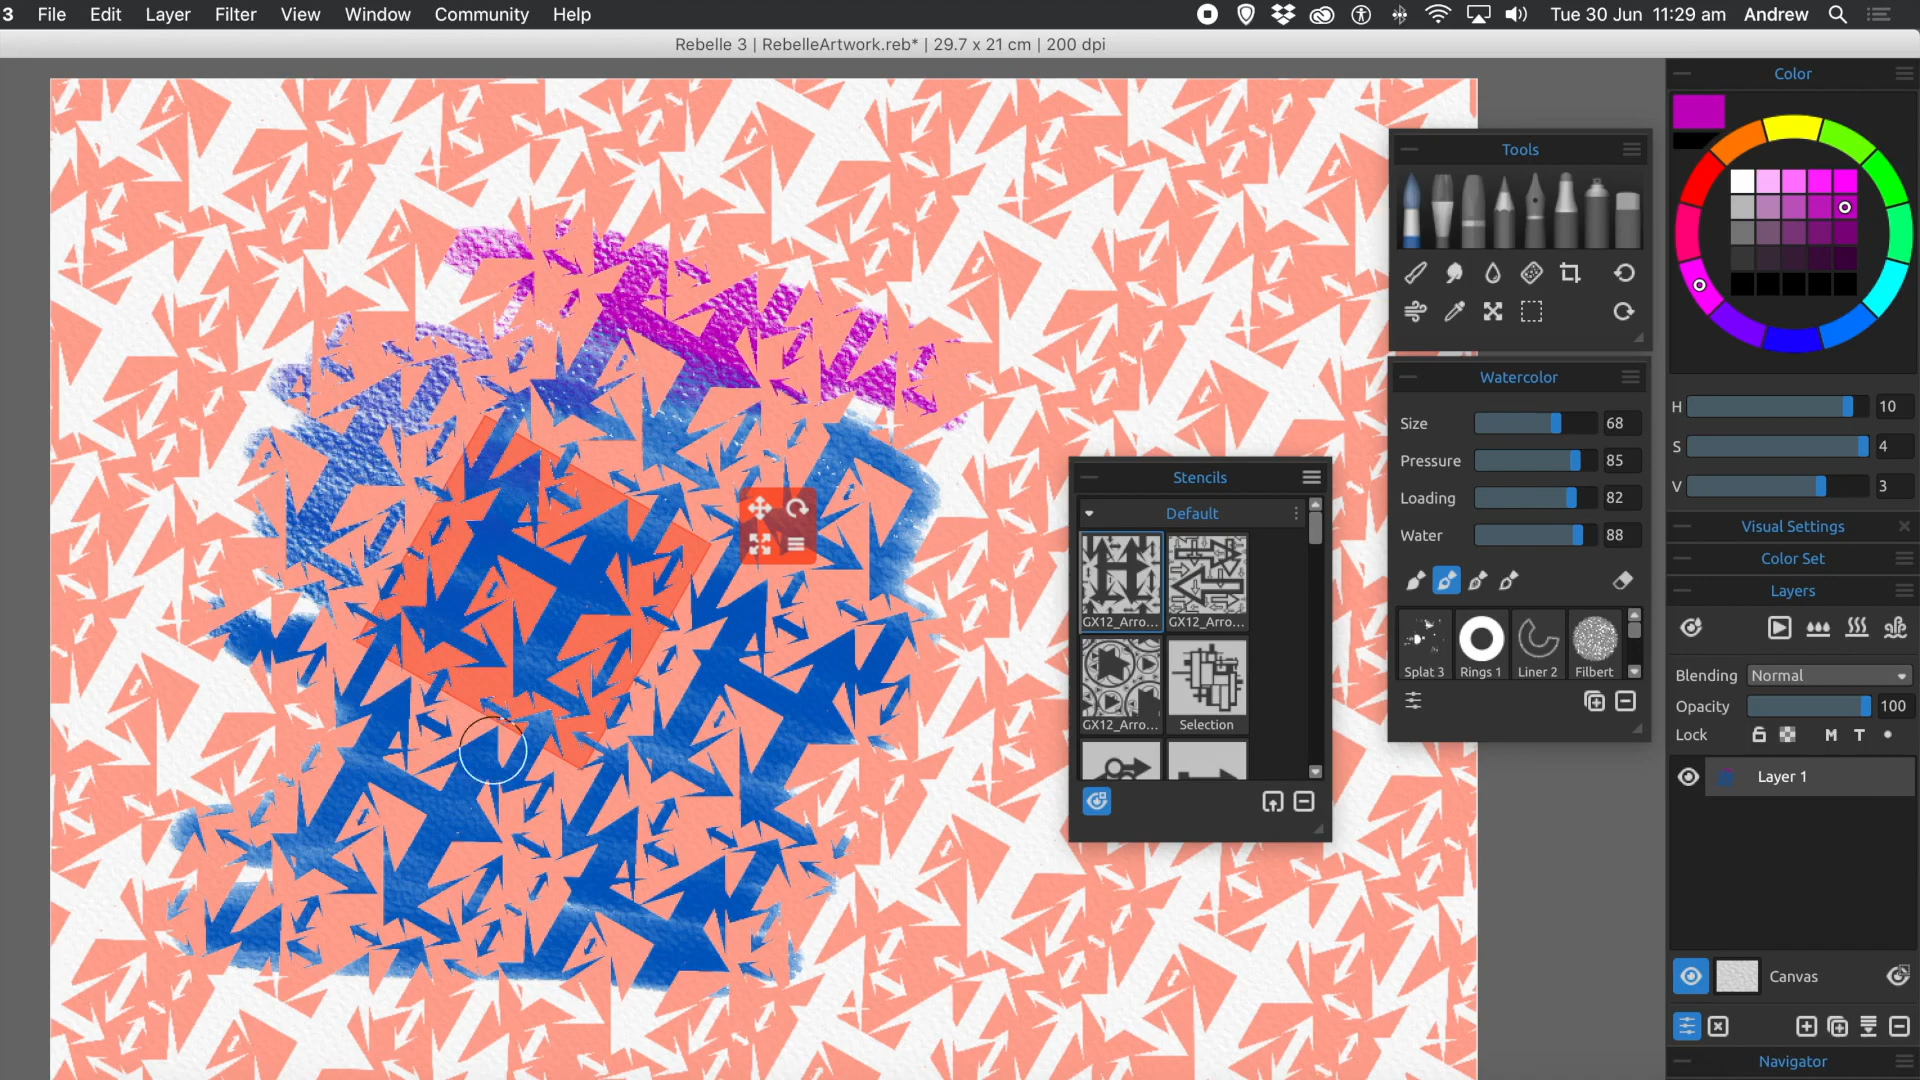 3 File Edit Layer Filter View Window Community Help Tue 30 Jun 11:29 am Andrew
Rebelle 3 | RebelleArtwork.reb* | 29.7 x 21 cm | 200 dpi
Color
H 10
S 4
V 3
Visual Settings
Color Set
Layers
Blending Normal
Opacity 100
Lock M T
Layer 1
Canvas
Navigator
Tools
Watercolor
Size 68
Pressure 85
Loading 82
Water 88
Splat 3 Rings 1 Liner 2 Filbert
Stencils
Default
GX12_Arro... GX12_Arro...
GX12_Arro... Selection